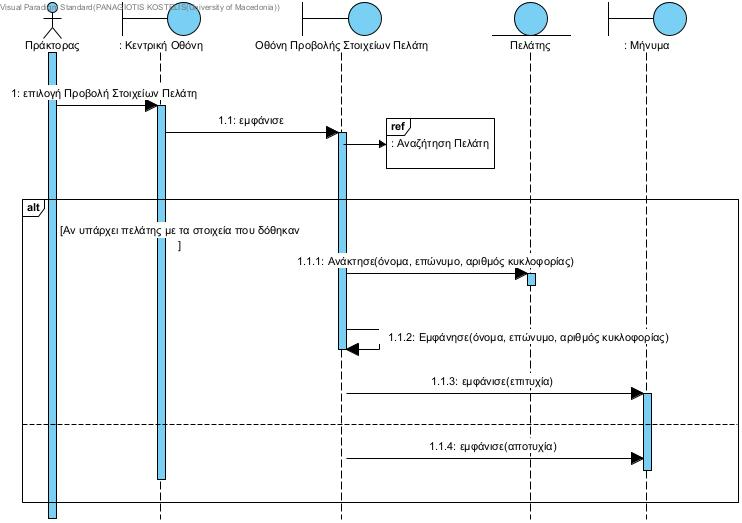 Visual Paradigm Standard(PANAGIOTIS KOSTELIS(University of Macedonia))
Πράκτορας
: Κεντρική Οθόνη
Οθόνη Προβολής Στοιχείων Πελάτη
Πελάτης
: Μήνυμα
1: επιλογή Προβολή Στοιχείων Πελάτη
1.1: εμφάνισε
ref
: Αναζήτηση Πελάτη
alt
[Αν υπάρχει πελάτης με τα στοιχεία που δόθηκαν
]
1.1.1: Ανάκτησε(όνομα, επώνυμο, αριθμός κυκλοφορίας)
1.1.2: Εμφάνησε(όνομα, επώνυμο, αριθμός κυκλοφορίας)
1.1.3: εμφάνισε(επιτυχία)
1.1.4: εμφάνισε(αποτυχία)